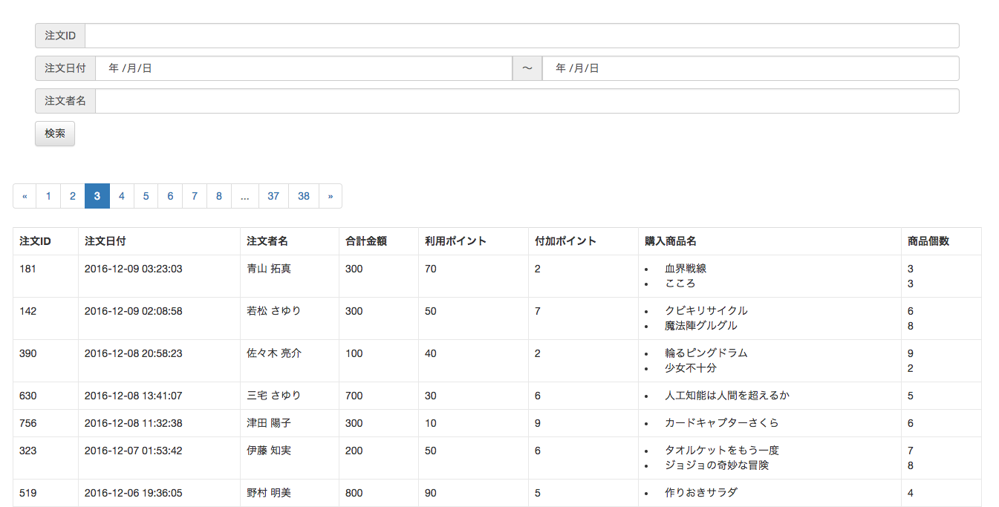 注文ID
注文日付 年 /月/日 ～ 年 /月/日
注文者名
検索
« 1 2 3 4 5 6 7 8 ... 37 38 »
注文ID 注文日付 注文者名 合計金額 利用ポイント 付加ポイント 購入商品名 商品個数
181 2016-12-09 03:23:03 青山 拓真 300 70 2 • 血界戦線 3
• こころ 3
142 2016-12-09 02:08:58 若松 さゆり 300 50 7 • クビキリサイクル 6
• 魔法陣グルグル 8
390 2016-12-08 20:58:23 佐々木 亮介 100 40 2 • 輪るピングドラム 9
• 少女不十分 2
630 2016-12-08 13:41:07 三宅 さゆり 700 30 6 • 人工知能は人間を超えるか 5
756 2016-12-08 11:32:38 津田 陽子 300 10 9 • カードキャプターさくら 6
323 2016-12-07 01:53:42 伊藤 知実 200 50 6 • タオルケットをもう一度 7
• ジョジョの奇妙な冒険 8
519 2016-12-06 19:36:05 野村 明美 800 90 5 • 作りおきサラダ 4